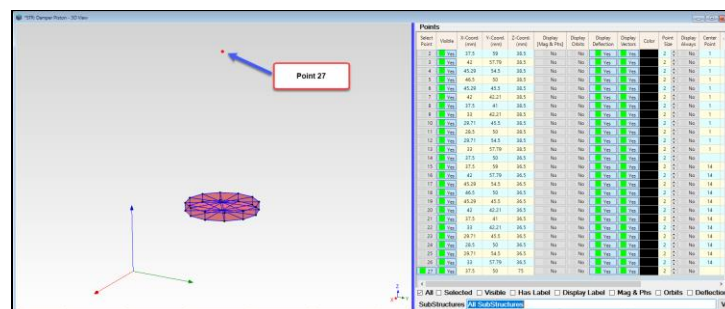 *STR: Damper Piston - 3D View
Point 27
Points
Select Point Visible X-Coord. (mm) Y-Coord. (mm) Z-Coord. (mm) Display [Mag & Phs] Display Orbits Display Deflection Display Vectors Color Point Size Display Always Center Point
2 Yes 37.5 59 38.5 No No Yes Yes 2 No 1
3 Yes 42 57.79 38.5 No No Yes Yes 2 No 1
4 Yes 45.29 54.5 38.5 No No Yes Yes 2 No 1
5 Yes 46.5 50 38.5 No No Yes Yes 2 No 1
6 Yes 45.29 45.5 38.5 No No Yes Yes 2 No 1
7 Yes 42 42.21 38.5 No No Yes Yes 2 No 1
8 Yes 37.5 41 38.5 No No Yes Yes 2 No 1
9 Yes 33 42.21 38.5 No No Yes Yes 2 No 1
10 Yes 29.71 45.5 38.5 No No Yes Yes 2 No 1
11 Yes 28.5 50 38.5 No No Yes Yes 2 No 1
12 Yes 29.71 54.5 38.5 No No Yes Yes 2 No 1
13 Yes 33 57.79 38.5 No No Yes Yes 2 No 1
14 Yes 37.5 50 36.5 No No Yes Yes 2 No
15 Yes 37.5 59 36.5 No No Yes Yes 2 No 14
16 Yes 42 57.79 36.5 No No Yes Yes 2 No 14
17 Yes 45.29 54.5 36.5 No No Yes Yes 2 No 14
18 Yes 46.5 50 36.5 No No Yes Yes 2 No 14
19 Yes 45.29 45.5 36.5 No No Yes Yes 2 No 14
20 Yes 42 42.21 36.5 No No Yes Yes 2 No 14
21 Yes 37.5 41 36.5 No No Yes Yes 2 No 14
22 Yes 33 42.21 36.5 No No Yes Yes 2 No 14
23 Yes 29.71 45.5 36.5 No No Yes Yes 2 No 14
24 Yes 28.5 50 36.5 No No Yes Yes 2 No 14
25 Yes 29.71 54.5 36.5 No No Yes Yes 2 No 14
26 Yes 33 57.79 36.5 No No Yes Yes 2 No 14
27 Yes 37.5 50 75 No No Yes Yes 2 No
All Selected Visible Has Label Display Label Mag & Phs Orbits Deflection
SubStructures All SubStructures